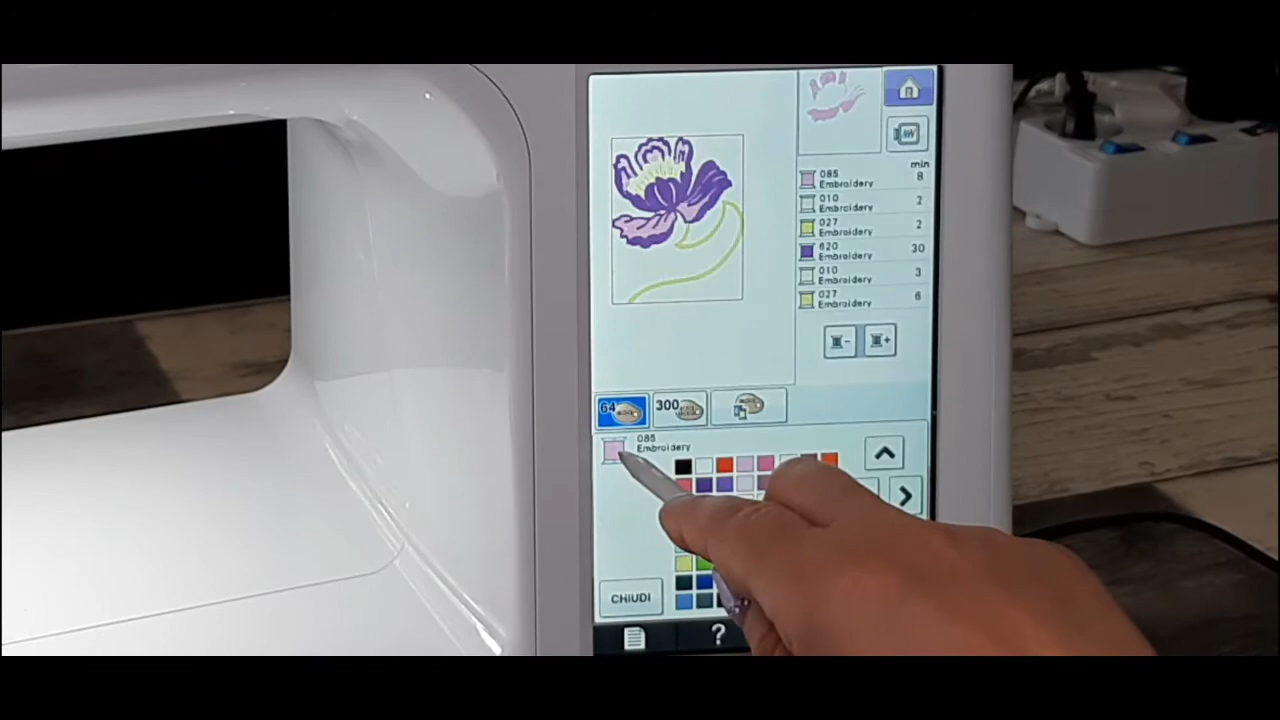 min
085
Embroidery 8
010
Embroidery 2
027
Embroidery 2
620
Embroidery 30
010
Embroidery 3
027
Embroidery 6
- +
64 300
085
Embroidery
CHIUDI
?